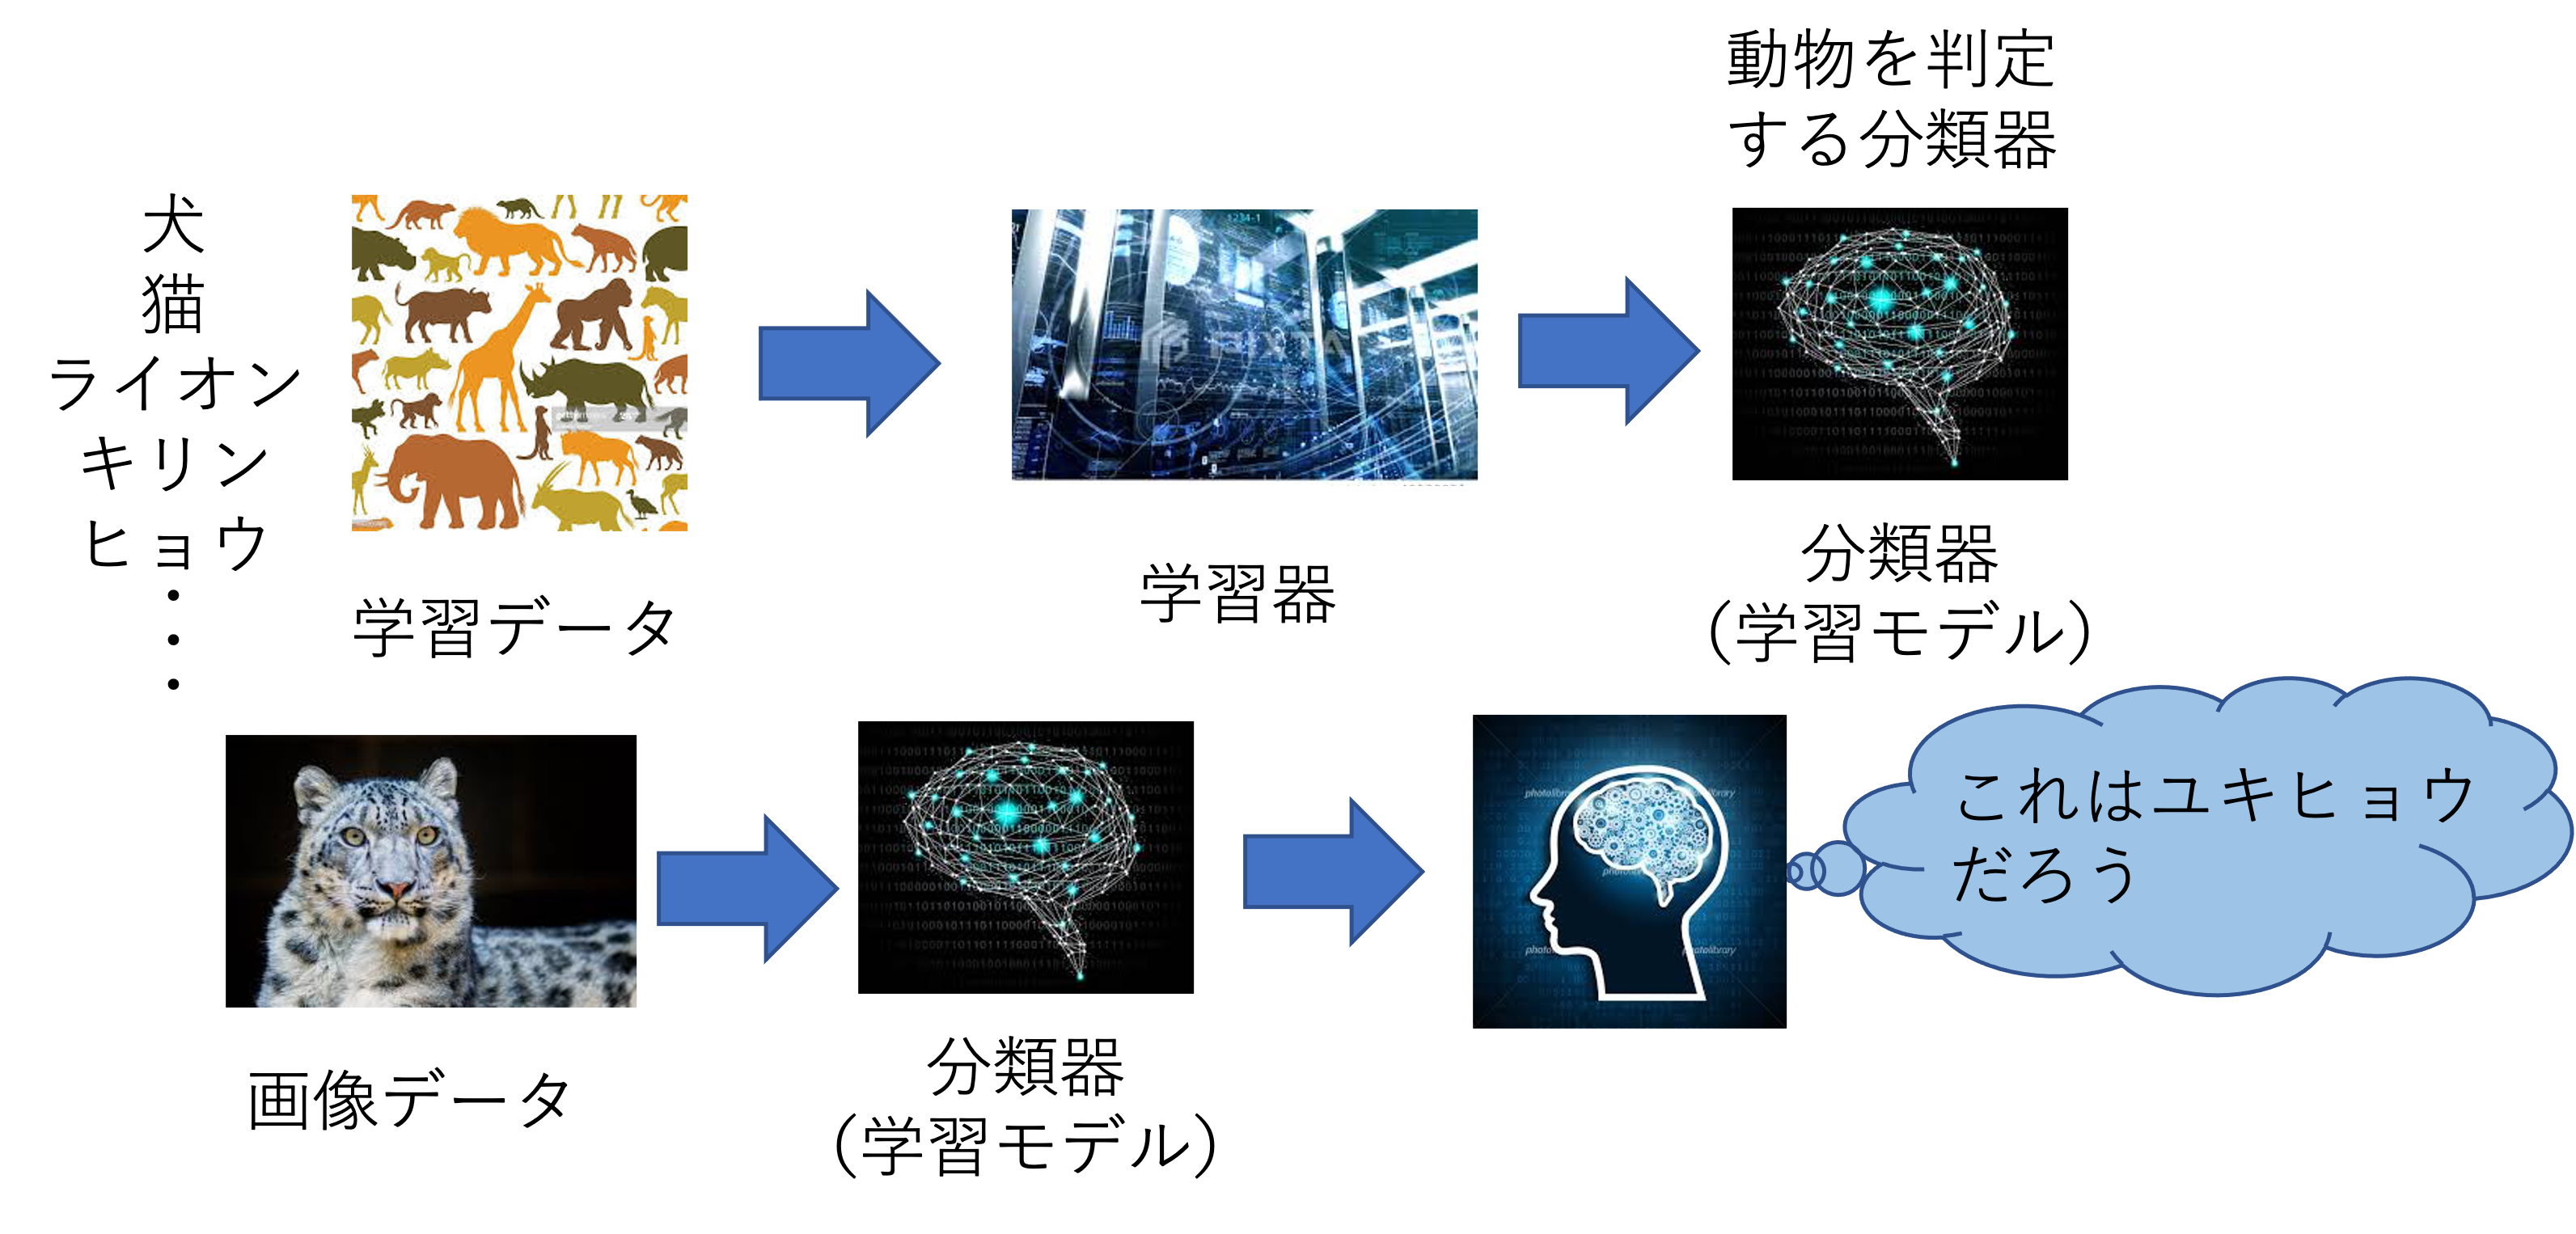 動物を判定
する分類器
犬
猫
ライオン
キリン
ヒョウ
・
・
・
学習データ
学習器
分類器
(学習モデル)
これはユキヒョウ
だろう
画像データ
分類器
(学習モデル)